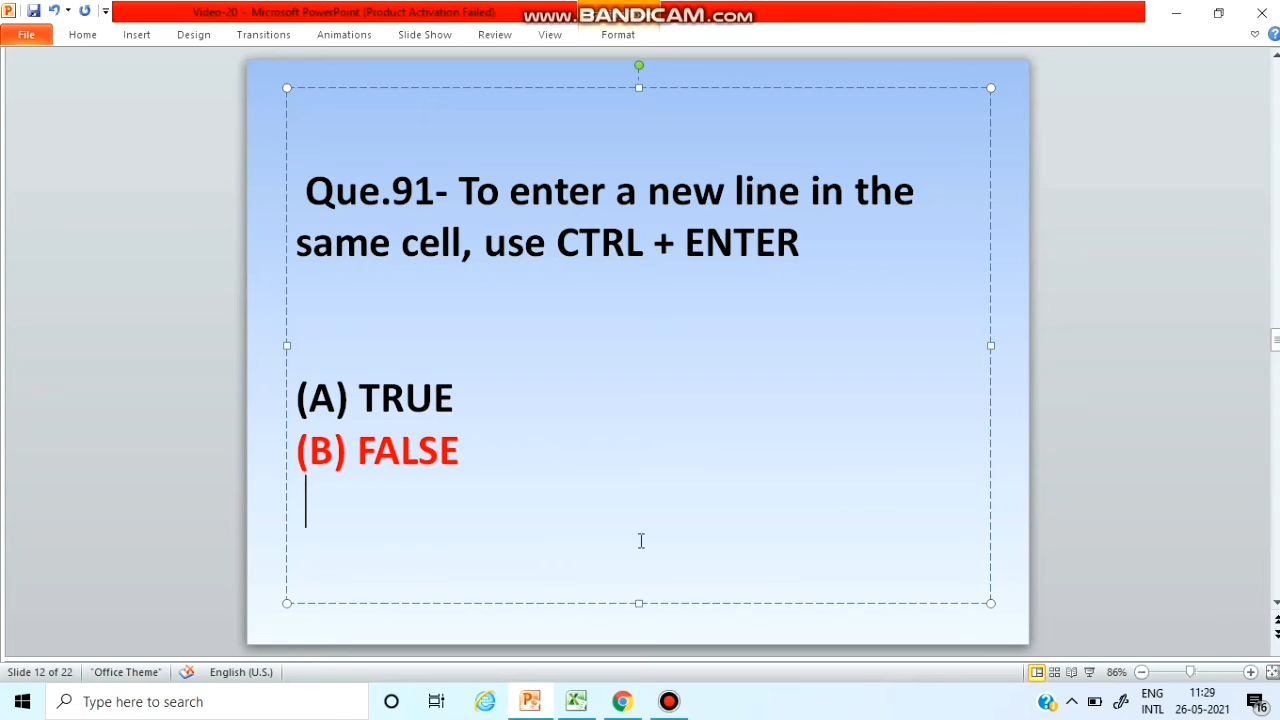 Video-20 - Microsoft PowerPoint (Product Activation Failed)
www.BANDICAM.com
File Home Insert Design Transitions Animations Slide Show Review View Format
Que.91- To enter a new line in the
same cell, use CTRL + ENTER
(A) TRUE
(B) FALSE
Slide 12 of 22 "Office Theme" English (U.S.) 86%
Type here to search
ENG
INTL
11:29
26-05-2021
16